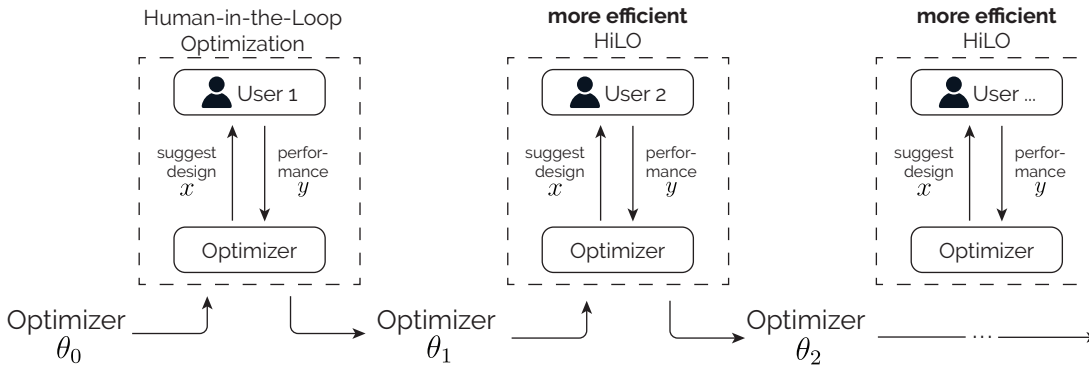 Human-in-the-Loop
Optimization
User 1
suggest
design
x
perfor-
mance
y
Optimizer
more efficient
HiLO
User 2
suggest
design
x
perfor-
mance
y
Optimizer
more efficient
HiLO
User ...
suggest
design
x
perfor-
mance
y
Optimizer
Optimizer
θ₀
Optimizer
θ₁
Optimizer
θ₂
...